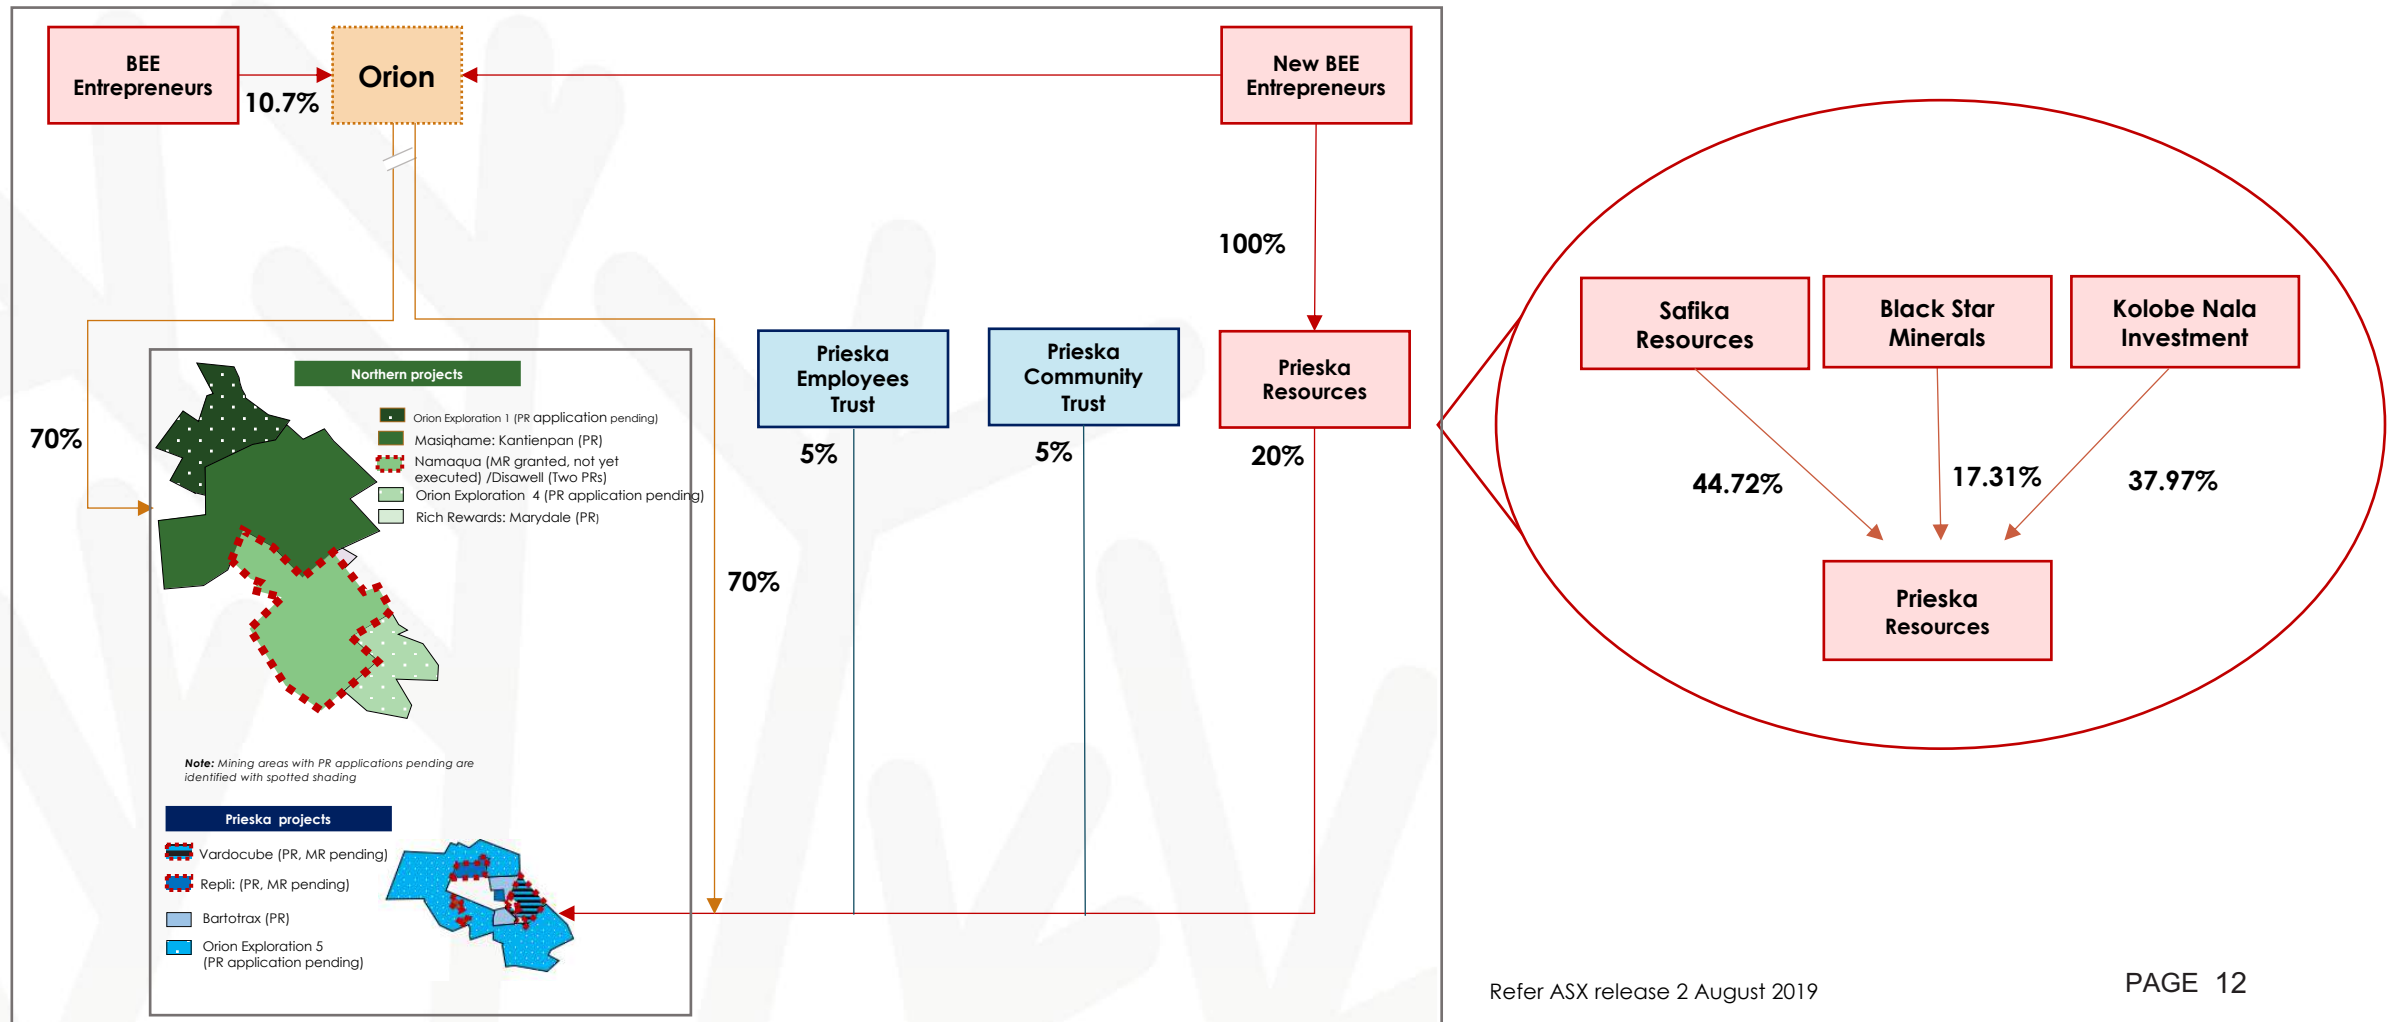 BEE
Entrepreneurs
10.7%
Orion
New BEE
Entrepreneurs
100%
70%
Northern projects
Orion Exploration 1 (PR application pending)
Masiqhame: Kantienpan (PR)
Namaqua (MR granted, not yet
executed) /Disawell (Two PRs)
Orion Exploration 4 (PR application pending)
Rich Rewards: Marydale (PR)
Note: Mining areas with PR applications pending are
identified with spotted shading
Prieska projects
Vardocube (PR, MR pending)
Repli: (PR, MR pending)
Bartotrax (PR)
Orion Exploration 5
(PR application pending)
70%
Prieska
Employees
Trust
5%
Prieska
Community
Trust
5%
Prieska
Resources
20%
Safika
Resources
Black Star
Minerals
Kolobe Nala
Investment
44.72%
17.31%
37.97%
Prieska
Resources
Refer ASX release 2 August 2019
PAGE 12